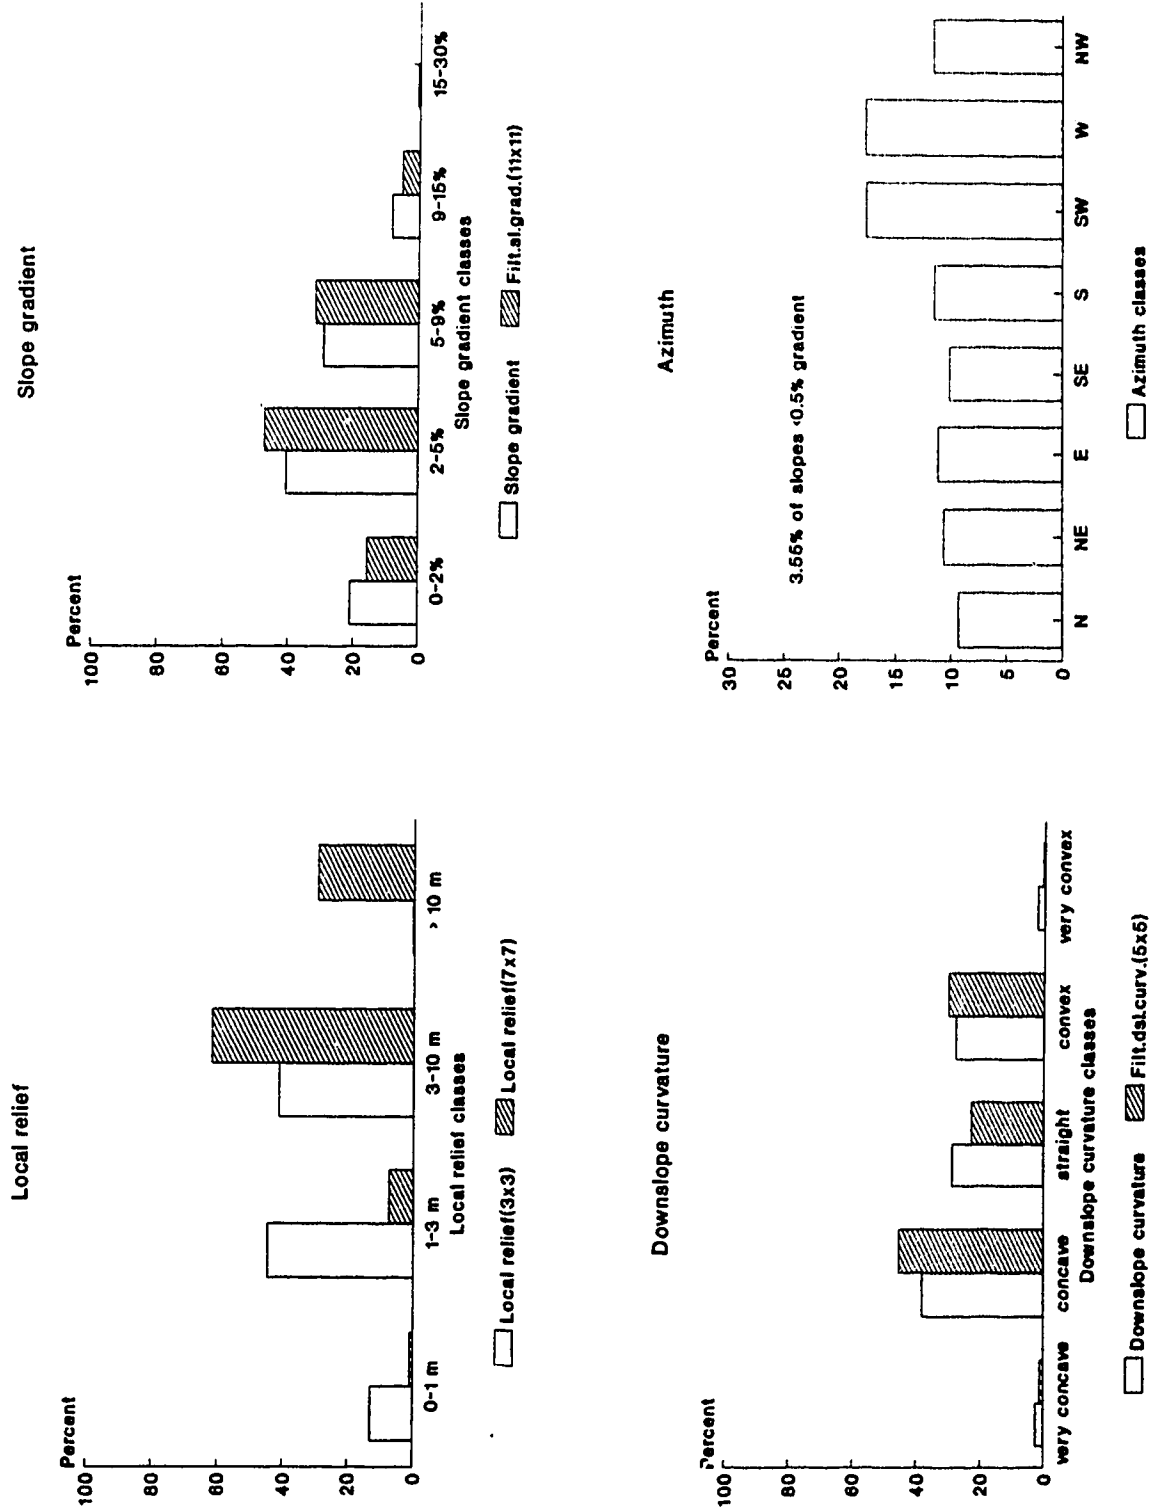 Local relief
Percent
100
80
60
40
20
0
0-1 m
1-3 m
3-10 m
> 10 m
Local relief classes
Local relief(3x3)
Local relief(7x7)
Slope gradient
Percent
100
80
60
40
20
0
0-2%
2-5%
5-9%
9-15%
15-30%
Slope gradient classes
Slope gradient
Filt.sl.grad.(11x11)
Downslope curvature
Percent
100
80
60
40
20
0
very concave
concave
straight
convex
very convex
Downslope curvature classes
Downslope curvature
Filt.dsl.curv.(5x5)
Azimuth
Percent
30
25
20
15
10
5
0
3.55% of slopes <0.5% gradient
N
NE
E
SE
S
SW
W
NW
Azimuth classes